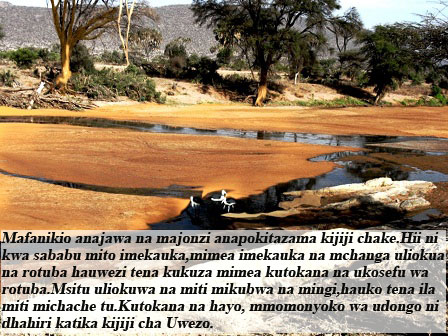 Mafanikio anajawa na majonzi anapokitazama kijiji chake.Hii ni
kwa sababu mito imekauka,mimea imekauka na mchanga uliokua
na rotuba hauwezi tena kukuza mimea kutokana na ukosefu wa
rotuba.Msitu uliokuwa na miti mikubwa na mingi,hauko tena ila
miti michache tu.Kutokana na hayo, mmomonyoko wa udongo ni
dhahiri katika kijiji cha Uwezo.